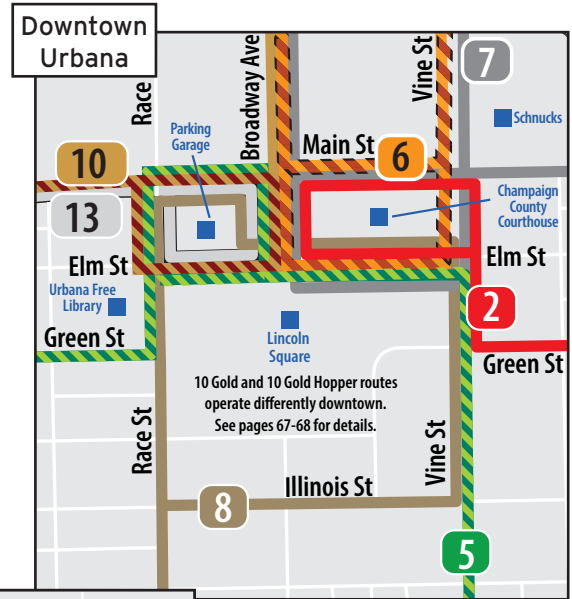 Downtown
Urbana
Race
Broadway Ave
Vine St
7
Schnucks
Parking
Garage
Main St
6
10
Champaign
County
Courthouse
13
Elm St
Elm St
Urbana Free
Library
2
Green St
Lincoln
Square
Green St
10 Gold and 10 Gold Hopper routes
operate differently downtown.
See pages 67-68 for details.
Race St
Vine St
Illinois St
8
5